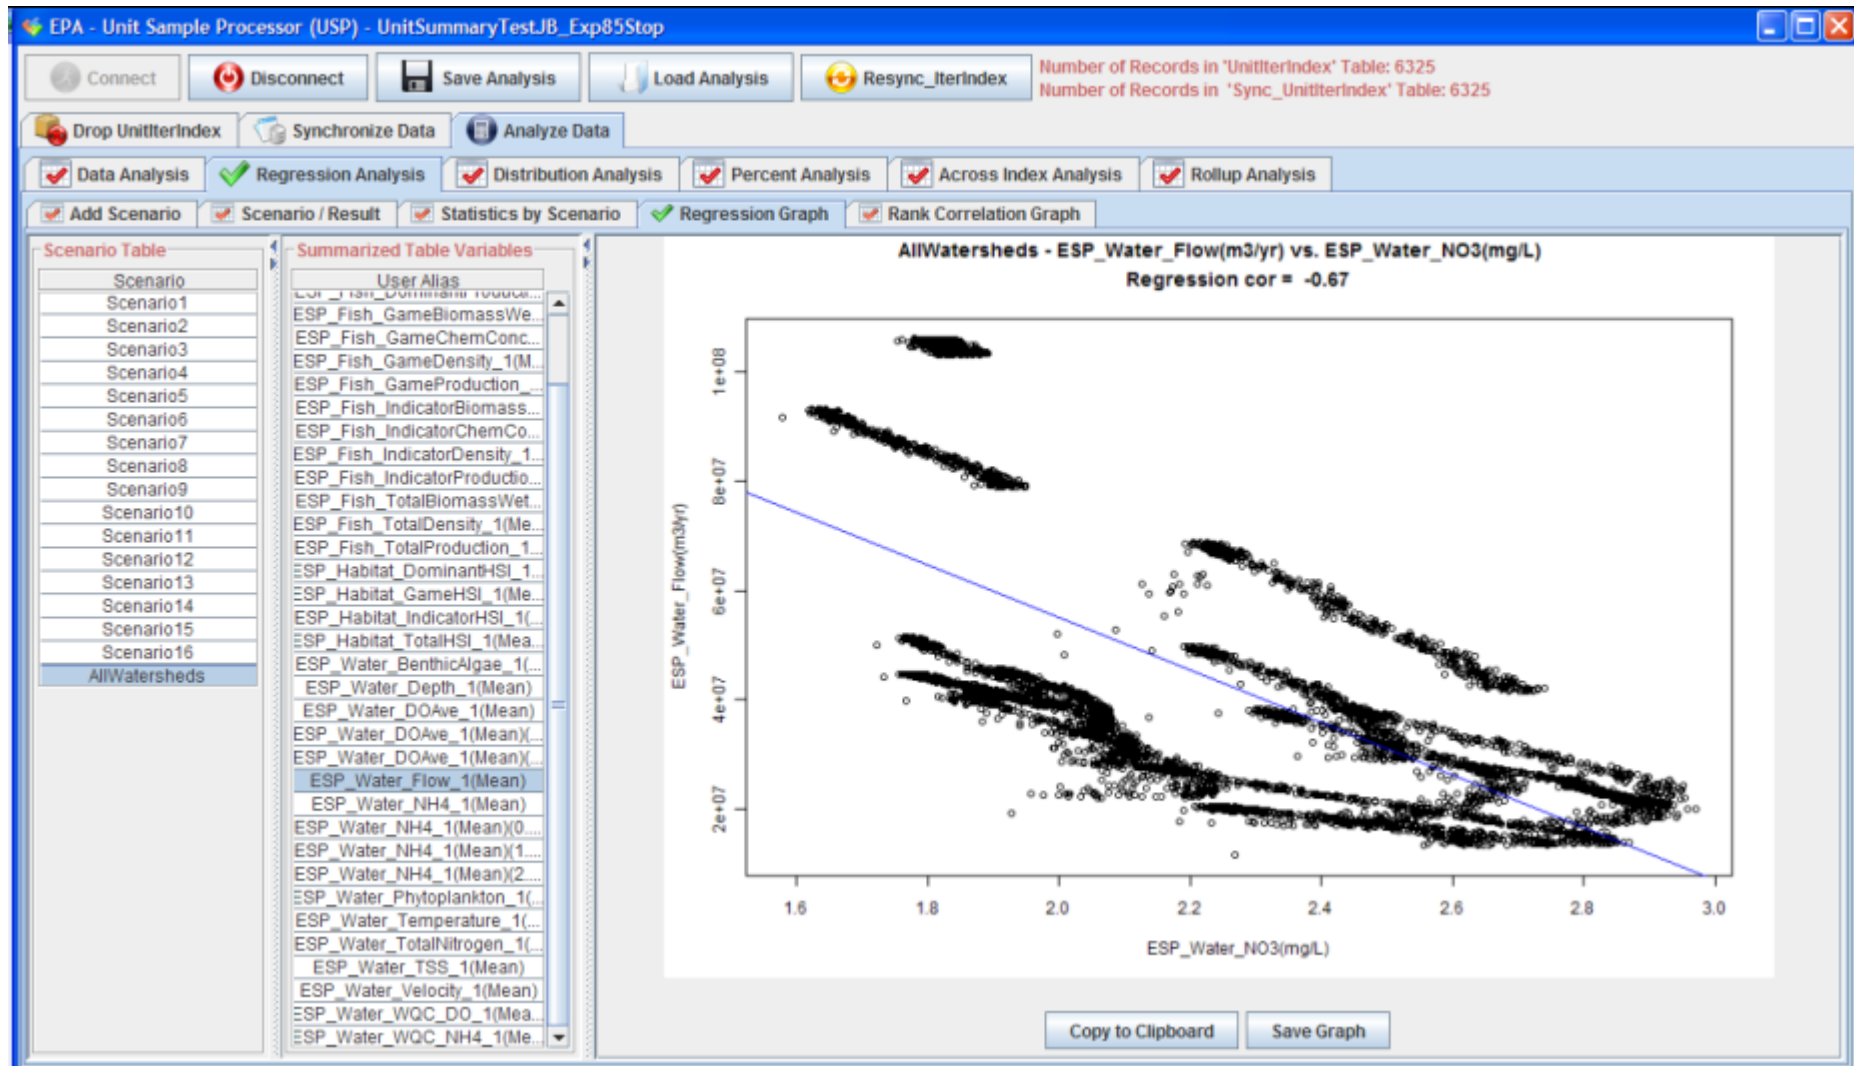 EPA - Unit Sample Processor (USP) - UnitSummaryTestJB_Exp85Stop
Connect
Disconnect
Save Analysis
Load Analysis
Resync_IterIndex
Number of Records in 'UnitIterIndex' Table: 6325
Number of Records in 'Sync_UnitIterIndex' Table: 6325
Drop UnitIterIndex
Synchronize Data
Analyze Data
Data Analysis
Regression Analysis
Distribution Analysis
Percent Analysis
Across Index Analysis
Rollup Analysis
Add Scenario
Scenario / Result
Statistics by Scenario
Regression Graph
Rank Correlation Graph
Scenario Table
Scenario
Scenario1
Scenario2
Scenario3
Scenario4
Scenario5
Scenario6
Scenario7
Scenario8
Scenario9
Scenario10
Scenario11
Scenario12
Scenario13
Scenario14
Scenario15
Scenario16
AllWatersheds
Summarized Table Variables
User Alias
ESP_Fish_GameBiomassWe...
ESP_Fish_GameChemConc...
ESP_Fish_GameDensity_1(M...
ESP_Fish_GameProduction_...
ESP_Fish_IndicatorBiomass...
ESP_Fish_IndicatorChemCo...
ESP_Fish_IndicatorDensity_1...
ESP_Fish_IndicatorProductio...
ESP_Fish_TotalBiomassWet...
ESP_Fish_TotalDensity_1(Me...
ESP_Fish_TotalProduction_1...
ESP_Habitat_DominantHSI_1...
ESP_Habitat_GameHSI_1(Me...
ESP_Habitat_IndicatorHSI_1(...
ESP_Habitat_TotalHSI_1(Mea...
ESP_Water_BenthicAlgae_1(...
ESP_Water_Depth_1(Mean)
ESP_Water_DOAve_1(Mean)
ESP_Water_DOAve_1(Mean)(...
ESP_Water_DOAve_1(Mean)(...
ESP_Water_Flow_1(Mean)
ESP_Water_NH4_1(Mean)
ESP_Water_NH4_1(Mean)(0....
ESP_Water_NH4_1(Mean)(1....
ESP_Water_NH4_1(Mean)(2....
ESP_Water_Phytoplankton_1(...
ESP_Water_Temperature_1(...
ESP_Water_TotalNitrogen_1(...
ESP_Water_TSS_1(Mean)
ESP_Water_Velocity_1(Mean)
ESP_Water_WQC_DO_1(Mea...
ESP_Water_WQC_NH4_1(Me...
AllWatersheds - ESP_Water_Flow(m3/yr) vs. ESP_Water_NO3(mg/L)
Regression cor = -0.67
ESP_Water_Flow(m3/yr)
1e+08
8e+07
6e+07
4e+07
2e+07
1.6
1.8
2.0
2.2
2.4
2.6
2.8
3.0
ESP_Water_NO3(mg/L)
Copy to Clipboard
Save Graph